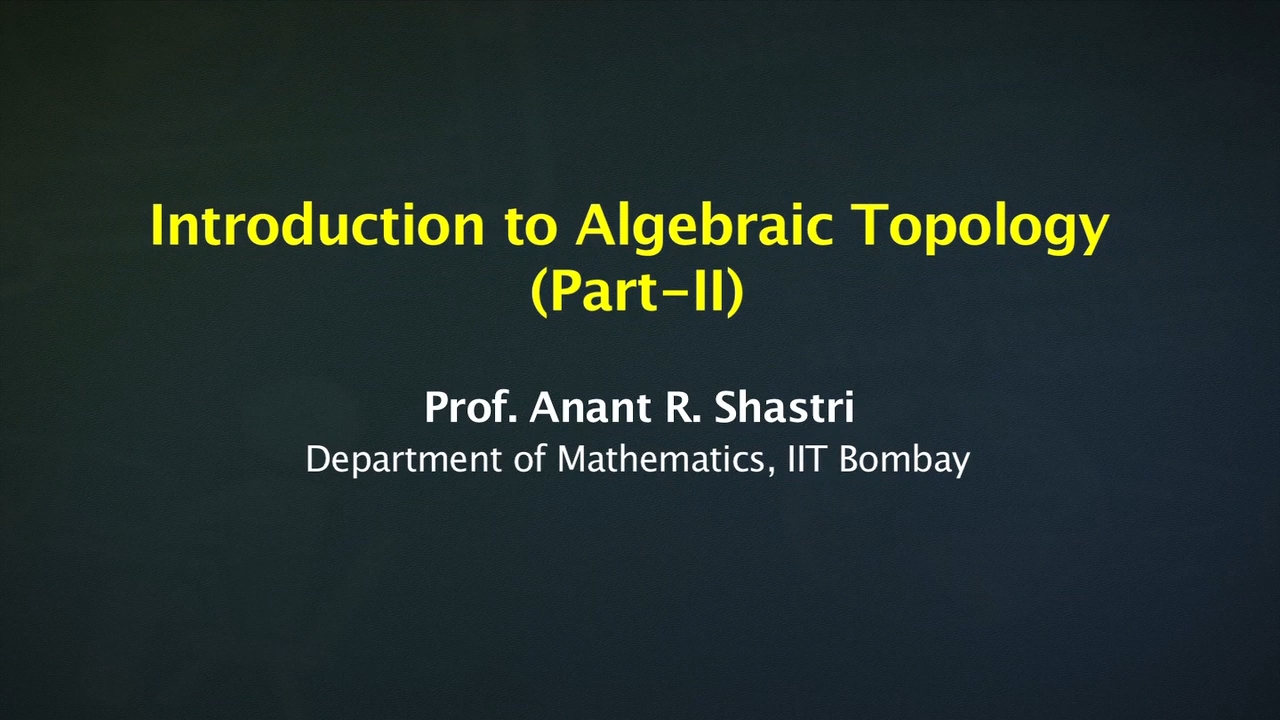 Introduction to Algebraic Topology
(Part-II)
Prof. Anant R. Shastri
Department of Mathematics, IIT Bombay